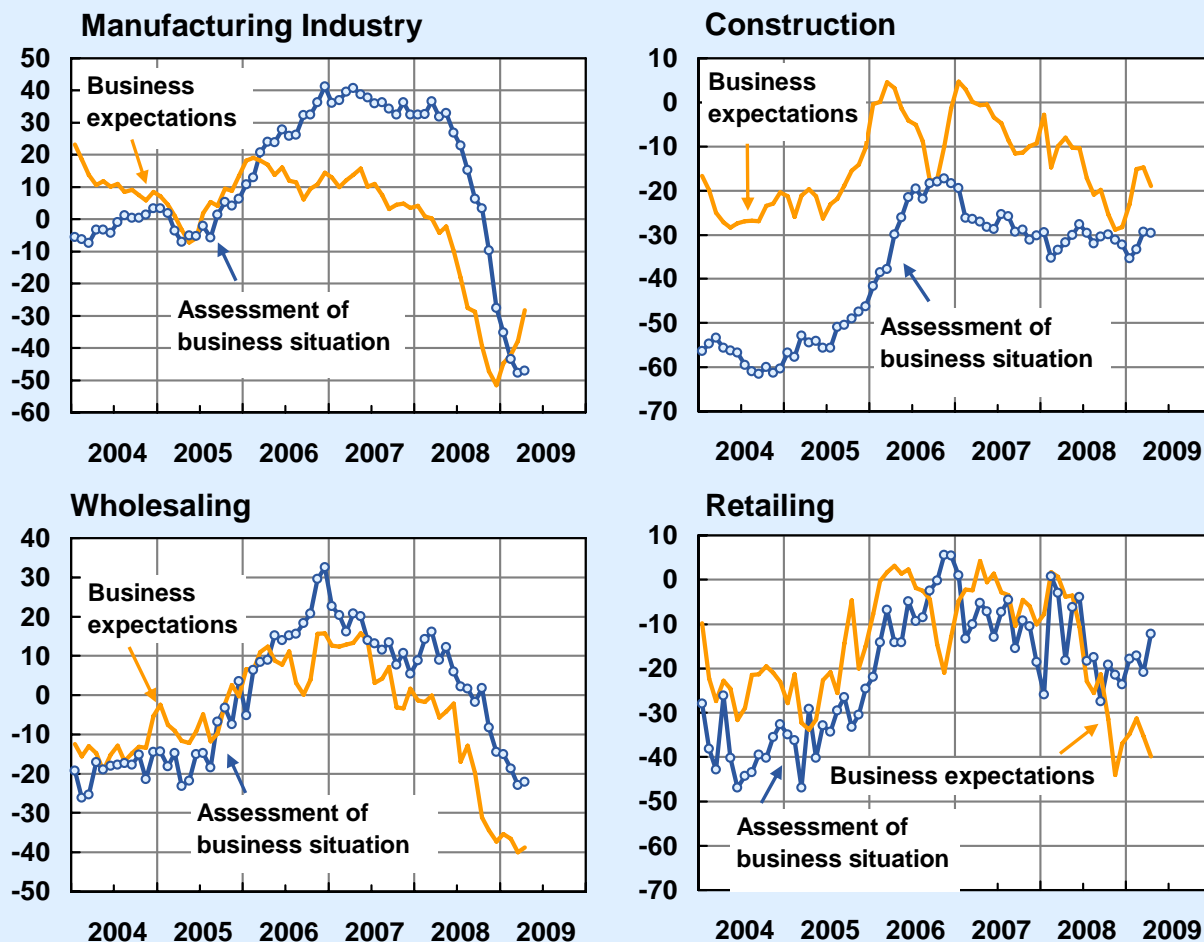 Manufacturing Industry
50
40
30
20
10
0
-10
-20
-30
-40
-50
-60
Business
expectations
Assessment of
business situation
2004 2005 2006 2007 2008 2009
Construction
10
0
-10
-20
-30
-40
-50
-60
-70
Business
expectations
Assessment of
business situation
2004 2005 2006 2007 2008 2009
Wholesaling
40
30
20
10
0
-10
-20
-30
-40
-50
Business
expectations
Assessment of
business situation
2004 2005 2006 2007 2008 2009
Retailing
10
0
-10
-20
-30
-40
-50
-60
-70
Business expectations
Assessment of
business situation
2004 2005 2006 2007 2008 2009